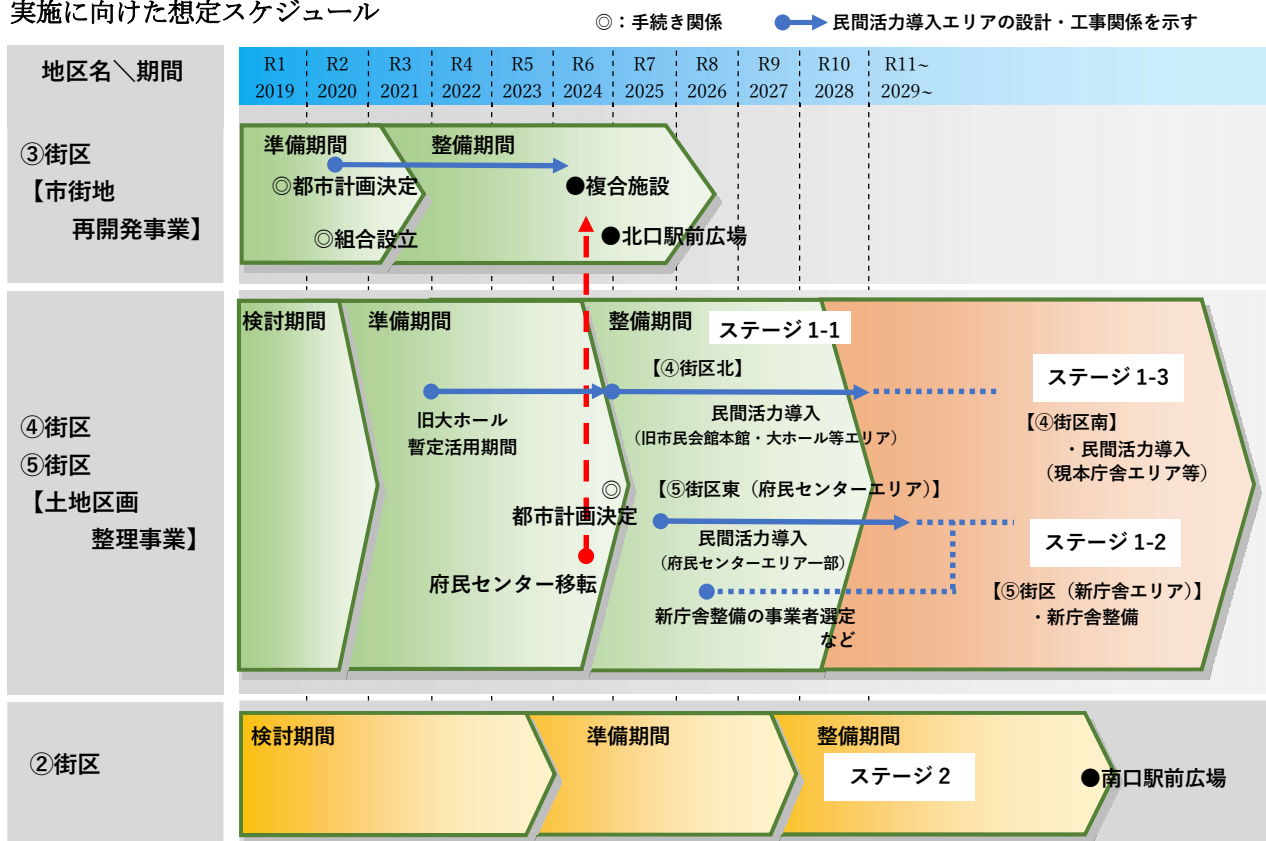 実施に向けた想定スケジュール
◎：手続き関係
民間活力導入エリアの設計・工事関係を示す
地区名＼期間
R1 R2 R3 R4 R5 R6 R7 R8 R9 R10 R11~
2019 2020 2021 2022 2023 2024 2025 2026 2027 2028 2029~
③街区
【市街地
再開発事業】
準備期間
整備期間
◎都市計画決定
●複合施設
◎組合設立
●北口駅前広場
④街区
⑤街区
【土地区画
整理事業】
検討期間
準備期間
整備期間
ステージ 1-1
【④街区北】
旧大ホール
暫定活用期間
民間活力導入
（旧市民会館本館・大ホール等エリア）
ステージ 1-3
【④街区南】
・民間活力導入
（現本庁舎エリア等）
◎
都市計画決定
【⑤街区東（府民センターエリア）】
民間活力導入
（府民センターエリア一部）
府民センター移転
新庁舎整備の事業者選定
など
ステージ 1-2
【⑤街区（新庁舎エリア）】
・新庁舎整備
②街区
検討期間
準備期間
整備期間
ステージ 2
●南口駅前広場